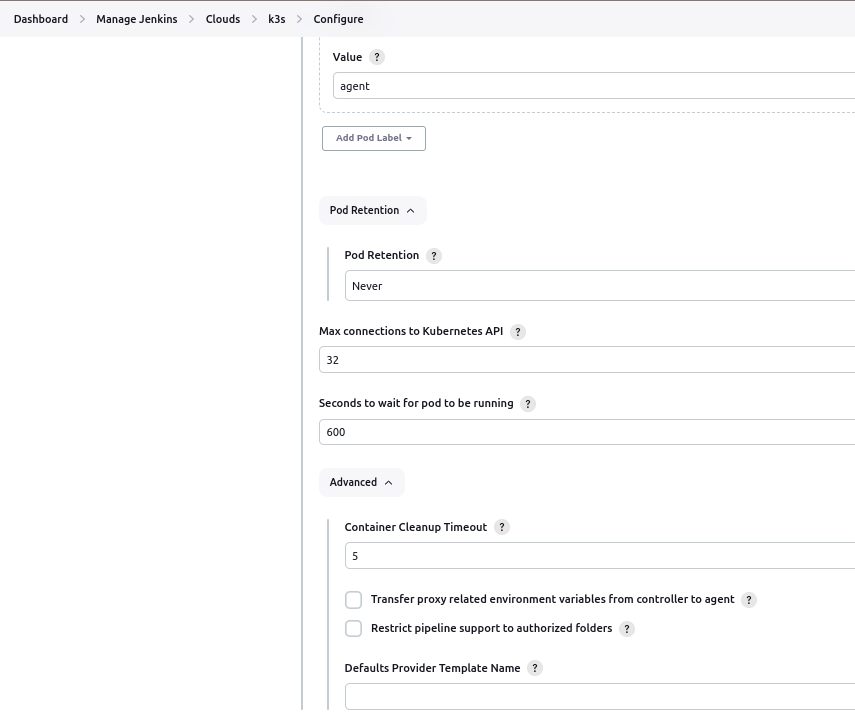 Dashboard > Manage Jenkins > Clouds > k3s > Configure
Value ?
agent
Add Pod Label
Pod Retention
Pod Retention ?
Never
Max connections to Kubernetes API ?
32
Seconds to wait for pod to be running ?
600
Advanced
Container Cleanup Timeout ?
5
Transfer proxy related environment variables from controller to agent ?
Restrict pipeline support to authorized folders ?
Defaults Provider Template Name ?